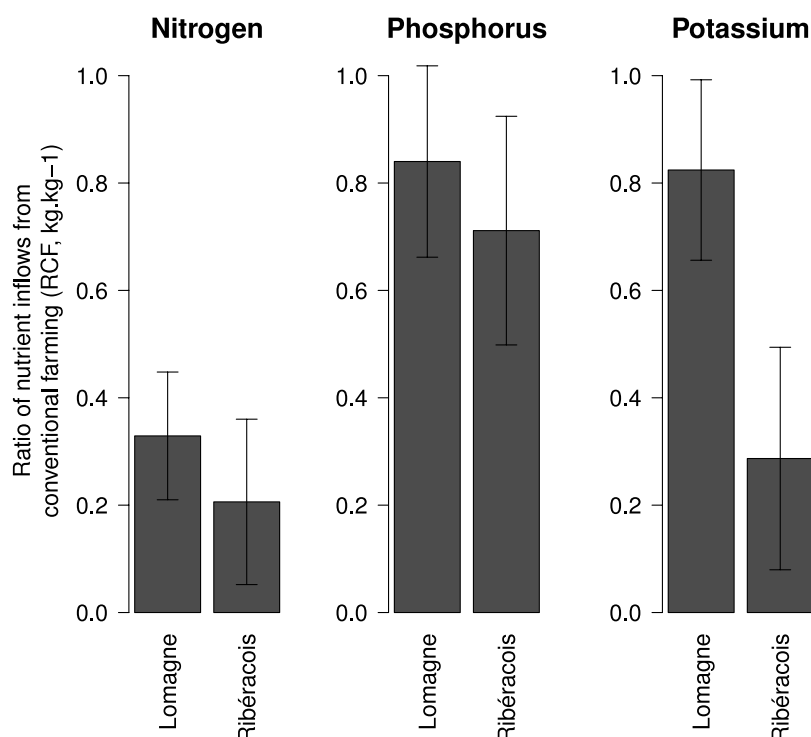 Nitrogen
Phosphorus
Potassium
Ratio of nutrient inflows from
conventional farming (RCF, kg.kg−1)
1.0
0.8
0.6
0.4
0.2
0.0
Lomagne
Ribéracois
1.0
0.8
0.6
0.4
0.2
0.0
Lomagne
Ribéracois
1.0
0.8
0.6
0.4
0.2
0.0
Lomagne
Ribéracois